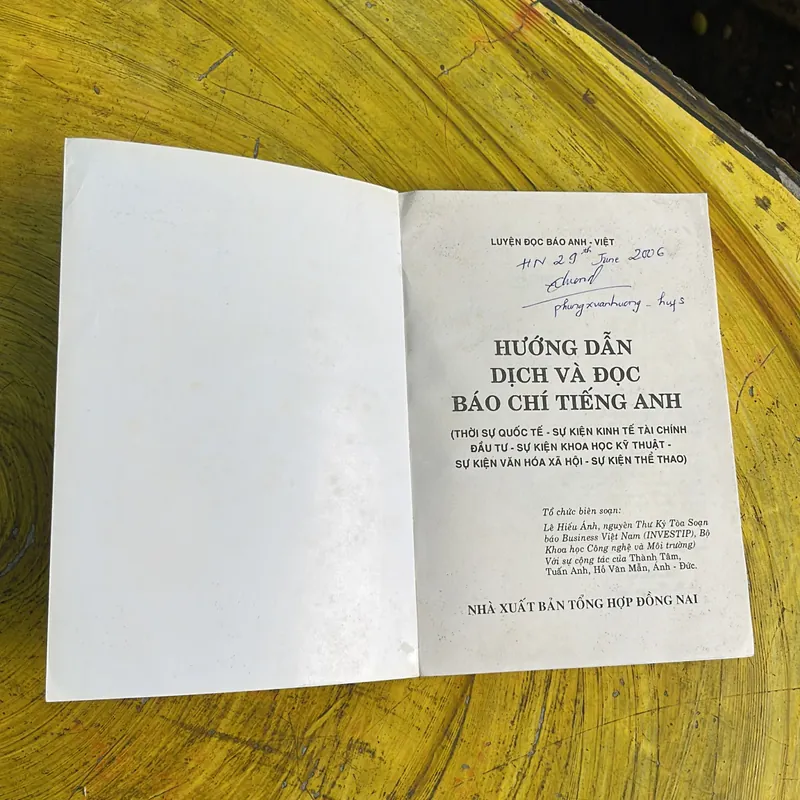 LUYỆN ĐỌC BÁO ANH - VIỆT
HN 29th June 2006
phungxuanhuong - hufs
HƯỚNG DẪN
DỊCH VÀ ĐỌC
BÁO CHÍ TIẾNG ANH
(THỜI SỰ QUỐC TẾ - SỰ KIỆN KINH TẾ TÀI CHÍNH
ĐẦU TƯ - SỰ KIỆN KHOA HỌC KỸ THUẬT -
SỰ KIỆN VĂN HÓA XÃ HỘI - SỰ KIỆN THỂ THAO)
Tổ chức biên soạn:
Lê Hiếu Ánh, nguyên Thư Ký Tòa Soạn
báo Business Việt Nam (INVESTIP), Bộ
Khoa học Công nghệ và Môi trường)
Với sự cộng tác của Thành Tâm,
Tuấn Anh, Hồ Văn Mẫn, Ánh - Đức.
NHÀ XUẤT BẢN TỔNG HỢP ĐỒNG NAI